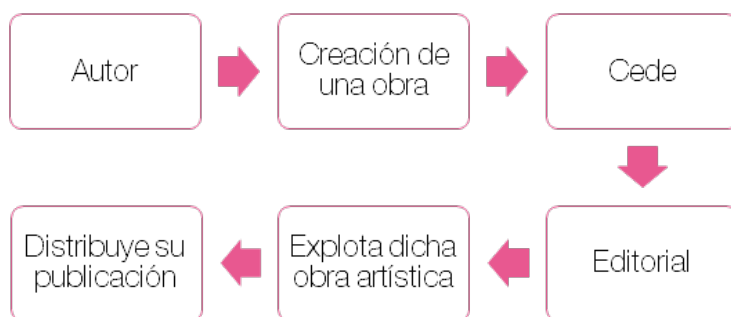 Autor
Creación de
una obra
Cede
Editorial
Explota dicha
obra artística
Distribuye su
publicación